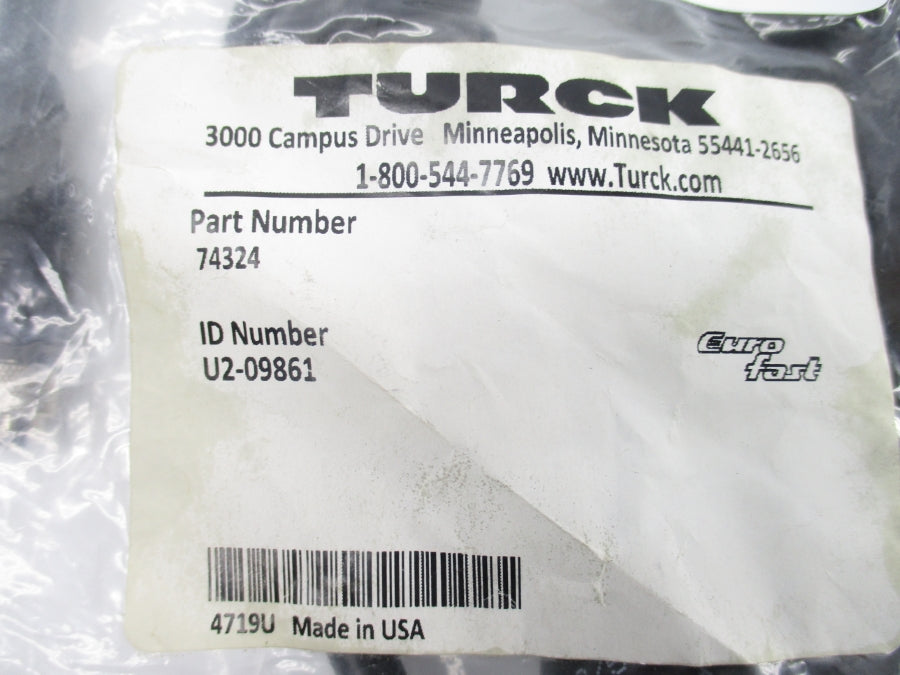 TURCK
3000 Campus Drive Minneapolis, Minnesota 55441-2656
1-800-544-7769 www.Turck.com
Part Number
74324
ID Number
U2-09861
Euro
fast
4719U Made in USA